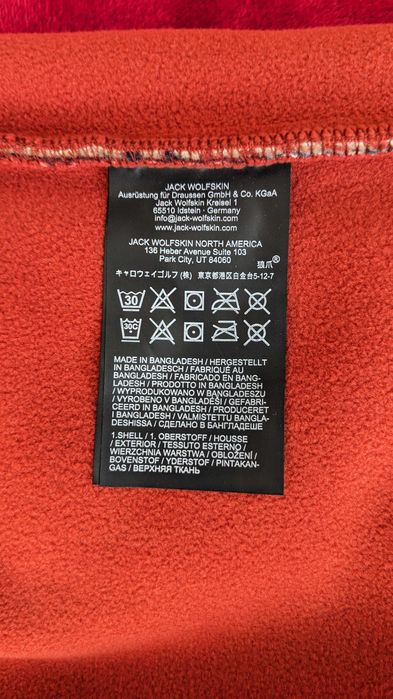 JACK WOLFSKIN
Ausrüstung für Draussen GmbH & Co. KGaA
Jack Wolfskin Kreisel 1
65510 Idstein · Germany
info@jack-wolfskin.com
www.jack-wolfskin.com
JACK WOLFSKIN NORTH AMERICA
136 Heber Avenue Suite 103
Park City, UT 84060
狼爪®
キャロウェイゴルフ (株) 東京都港区白金台5-12-7
30
30C
MADE IN BANGLADESH / HERGESTELLT
IN BANGLADESCH / FABRIQUÉ AU
BANGLADESH / FABRICADO EN BANG-
LADESH / PRODOTTO IN BANGLADESH
/ WYPRODUKOWANO W BANGLADESZU
/ VYROBENO V BANGLADÉŠI / GEFABRI-
CEERD IN BANGLADESH / PRODUCERET
I BANGLADESH / VALMISTETTU BANGLA-
DESHISSA / СДЕЛАНО В БАНГЛАДЕШЕ
1.SHELL / 1. OBERSTOFF / HOUSSE
/ EXTERIOR / TESSUTO ESTERNO /
WIERZCHNIA WARSTWA / OBLOŽENÍ /
BOVENSTOF / YDERSTOF / PINTAKAN-
GAS / ВЕРХНЯЯ ТКАНЬ